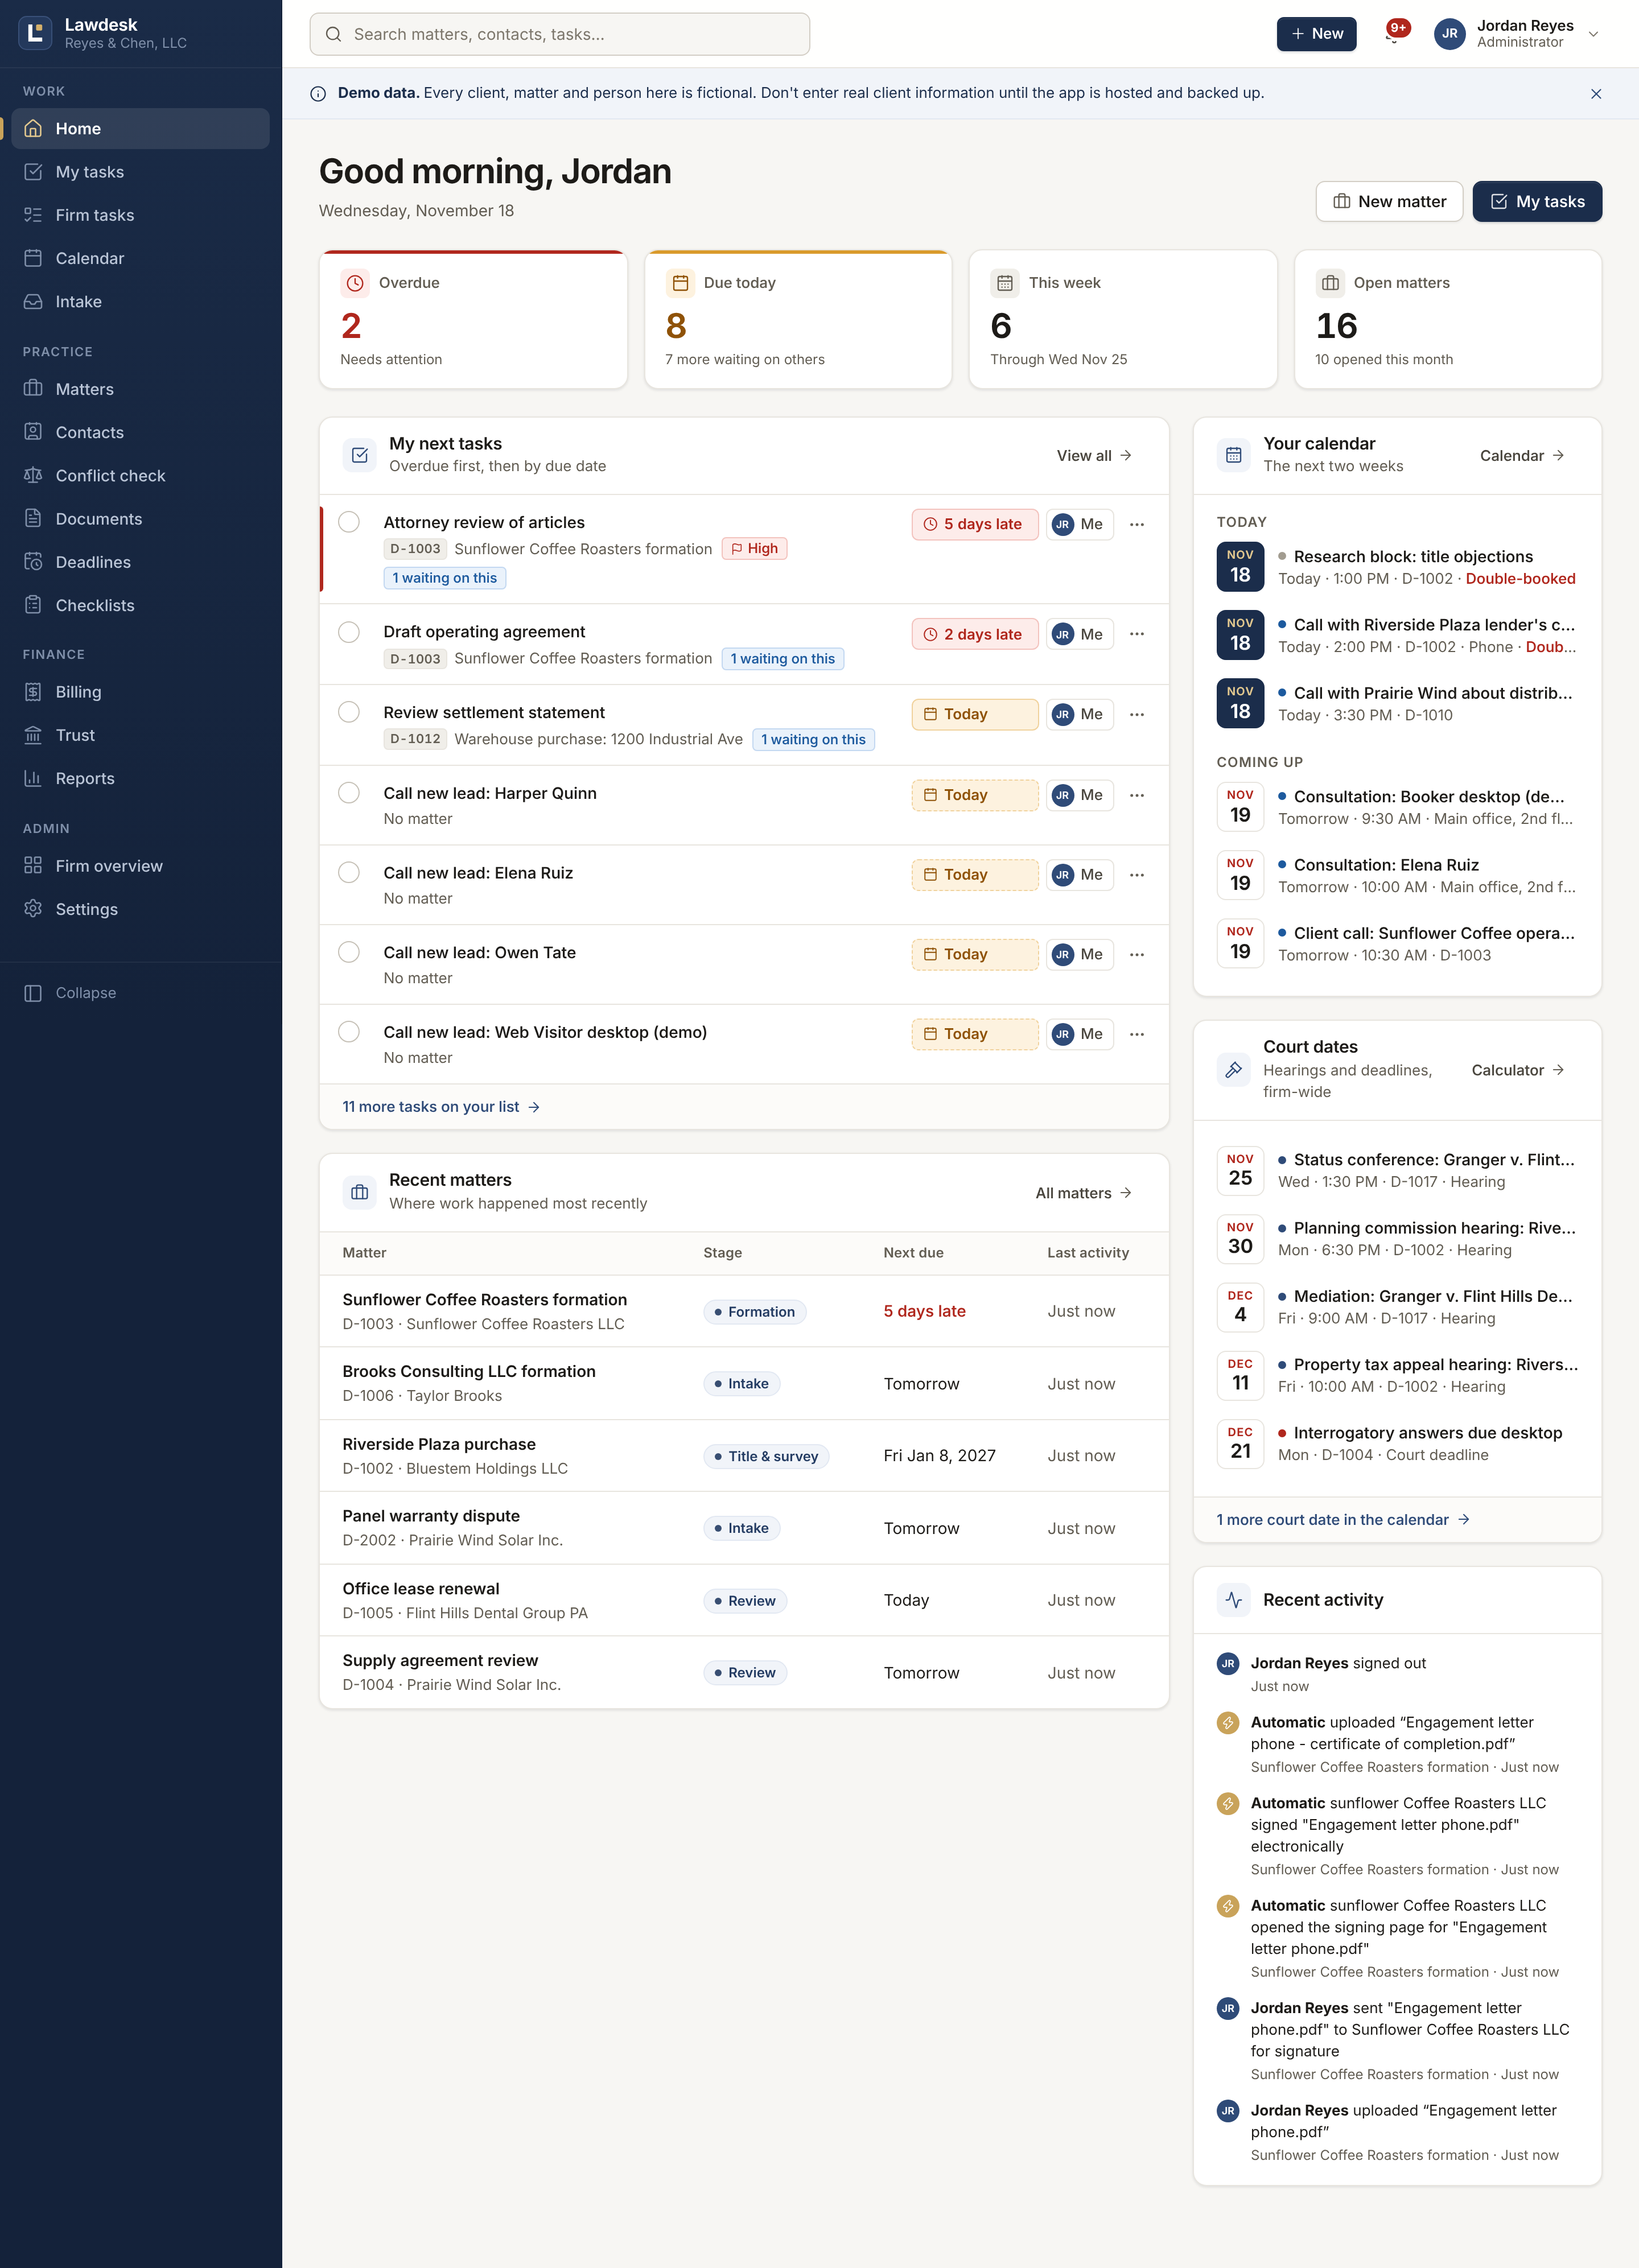 Lawdesk
Reyes & Chen, LLC
WORK
Home
My tasks
Firm tasks
Calendar
Intake
PRACTICE
Matters
Contacts
Conflict check
Documents
Deadlines
Checklists
FINANCE
Billing
Trust
Reports
ADMIN
Firm overview
Settings
Collapse
Search matters, contacts, tasks...
New
9+
JR
Jordan Reyes
Administrator
Demo data. Every client, matter and person here is fictional. Don't enter real client information until the app is hosted and backed up.
Good morning, Jordan
Wednesday, November 18
New matter
My tasks
Overdue
2
Needs attention
Due today
8
7 more waiting on others
This week
6
Through Wed Nov 25
Open matters
16
10 opened this month
My next tasks
Overdue first, then by due date
View all
Attorney review of articles
5 days late
JR Me
D-1003 Sunflower Coffee Roasters formation High
1 waiting on this
Draft operating agreement
2 days late
JR Me
D-1003 Sunflower Coffee Roasters formation 1 waiting on this
Review settlement statement
Today
JR Me
D-1012 Warehouse purchase: 1200 Industrial Ave 1 waiting on this
Call new lead: Harper Quinn
Today
JR Me
No matter
Call new lead: Elena Ruiz
Today
JR Me
No matter
Call new lead: Owen Tate
Today
JR Me
No matter
Call new lead: Web Visitor desktop (demo)
Today
JR Me
No matter
11 more tasks on your list
Recent matters
Where work happened most recently
All matters
Matter Stage Next due Last activity
Sunflower Coffee Roasters formation
D-1003 · Sunflower Coffee Roasters LLC
Formation
5 days late
Just now
Brooks Consulting LLC formation
D-1006 · Taylor Brooks
Intake
Tomorrow
Just now
Riverside Plaza purchase
D-1002 · Bluestem Holdings LLC
Title & survey
Fri Jan 8, 2027
Just now
Panel warranty dispute
D-2002 · Prairie Wind Solar Inc.
Intake
Tomorrow
Just now
Office lease renewal
D-1005 · Flint Hills Dental Group PA
Review
Today
Just now
Supply agreement review
D-1004 · Prairie Wind Solar Inc.
Review
Tomorrow
Just now
Your calendar
The next two weeks
Calendar
TODAY
NOV
18
Research block: title objections
Today · 1:00 PM · D-1002 · Double-booked
NOV
18
Call with Riverside Plaza lender's c...
Today · 2:00 PM · D-1002 · Phone · Doub...
NOV
18
Call with Prairie Wind about distrib...
Today · 3:30 PM · D-1010
COMING UP
NOV
19
Consultation: Booker desktop (de...
Tomorrow · 9:30 AM · Main office, 2nd fl...
NOV
19
Consultation: Elena Ruiz
Tomorrow · 10:00 AM · Main office, 2nd f...
NOV
19
Client call: Sunflower Coffee opera...
Tomorrow · 10:30 AM · D-1003
Court dates
Hearings and deadlines,
firm-wide
Calculator
NOV
25
Status conference: Granger v. Flint...
Wed · 1:30 PM · D-1017 · Hearing
NOV
30
Planning commission hearing: Rive...
Mon · 6:30 PM · D-1002 · Hearing
DEC
4
Mediation: Granger v. Flint Hills De...
Fri · 9:00 AM · D-1017 · Hearing
DEC
11
Property tax appeal hearing: Rivers...
Fri · 10:00 AM · D-1002 · Hearing
DEC
21
Interrogatory answers due desktop
Mon · D-1004 · Court deadline
1 more court date in the calendar
Recent activity
JR
Jordan Reyes signed out
Just now
Automatic uploaded “Engagement letter
phone - certificate of completion.pdf”
Sunflower Coffee Roasters formation · Just now
Automatic sunflower Coffee Roasters LLC
signed "Engagement letter phone.pdf"
electronically
Sunflower Coffee Roasters formation · Just now
Automatic sunflower Coffee Roasters LLC
opened the signing page for "Engagement
letter phone.pdf"
Sunflower Coffee Roasters formation · Just now
JR
Jordan Reyes sent "Engagement letter
phone.pdf" to Sunflower Coffee Roasters LLC
for signature
Sunflower Coffee Roasters formation · Just now
JR
Jordan Reyes uploaded “Engagement letter
phone.pdf”
Sunflower Coffee Roasters formation · Just now